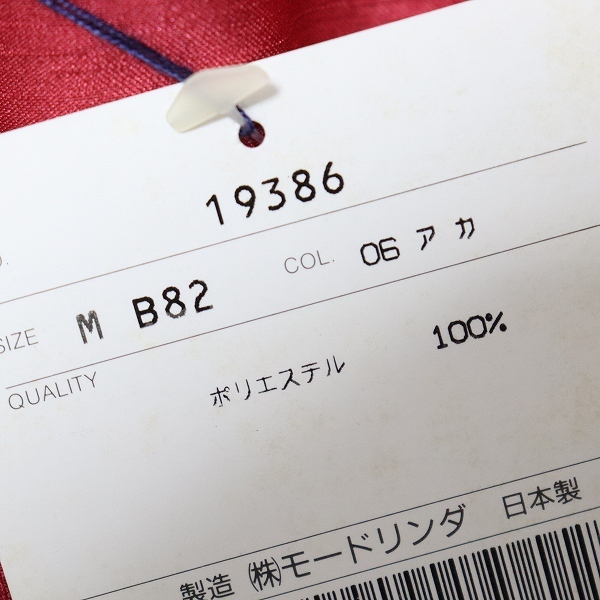 19386
SIZE M B82 COL. 06 アカ
QUALITY ポリエステル 100%
製造 ㈱モードリンダ 日本製